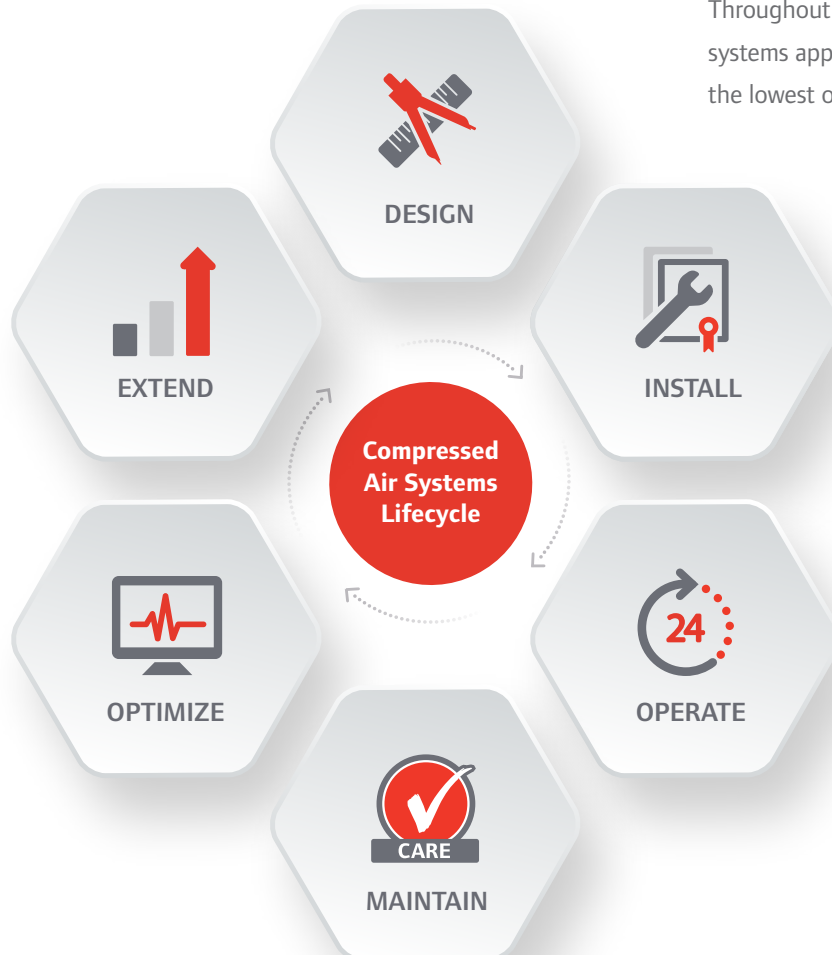 Throughout
systems app
the lowest o
DESIGN
EXTEND
INSTALL
Compressed
Air Systems
Lifecycle
24
OPTIMIZE
OPERATE
CARE
MAINTAIN